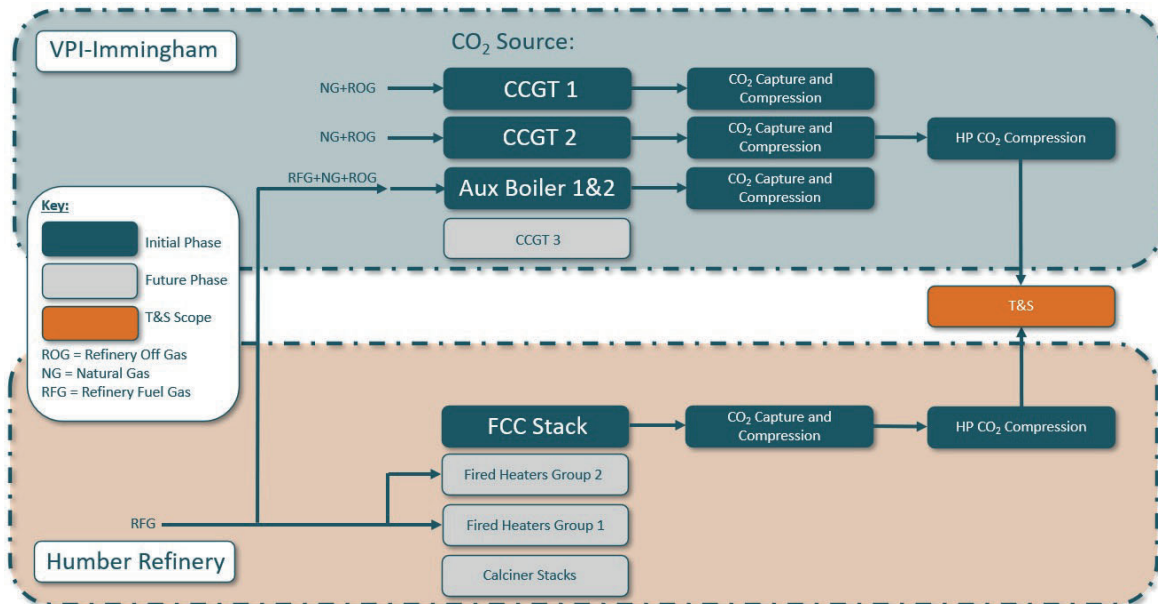 VPI-Immingham
CO₂ Source:
NG+ROG
CCGT 1
CO₂ Capture and
Compression
NG+ROG
CCGT 2
CO₂ Capture and
Compression
HP CO₂ Compression
RFG+NG+ROG
Aux Boiler 1&2
CO₂ Capture and
Compression
CCGT 3
Key:
Initial Phase
Future Phase
T&S Scope
ROG = Refinery Off Gas
NG = Natural Gas
RFG = Refinery Fuel Gas
T&S
FCC Stack
CO₂ Capture and
Compression
HP CO₂ Compression
Fired Heaters Group 2
RFG
Fired Heaters Group 1
Humber Refinery
Calciner Stacks